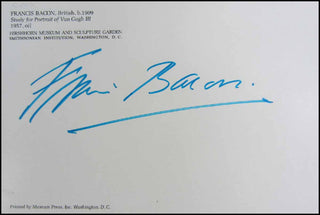 FRANCIS BACON, British, b.1909
Study for Portrait of Van Gogh III
1957, oil
HIRSHHORN MUSEUM AND SCULPTURE GARDEN
SMITHSONIAN INSTITUTION, WASHINGTON, D.C.
Francis Bacon.
Printed by Museum Press, Inc. Washington, D.C.